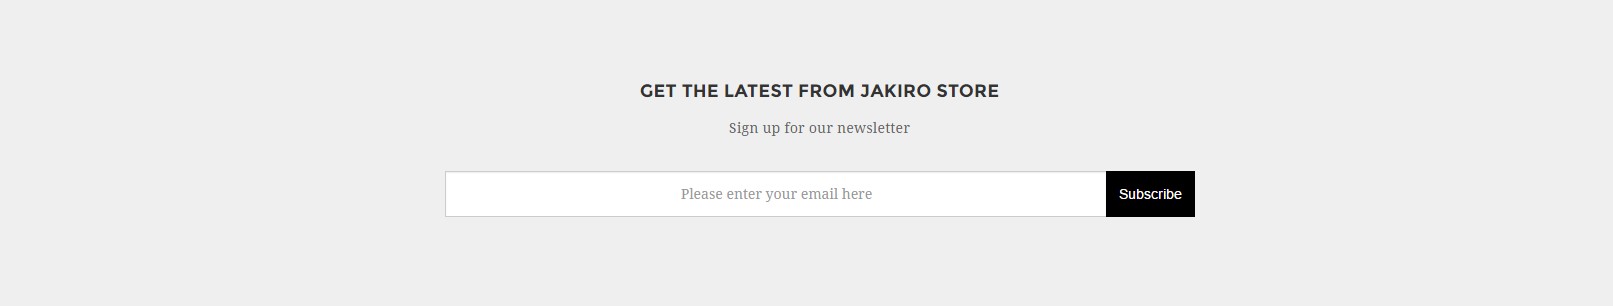 GET THE LATEST FROM JAKIRO STORE
Sign up for our newsletter
Please enter your email here
Subscribe